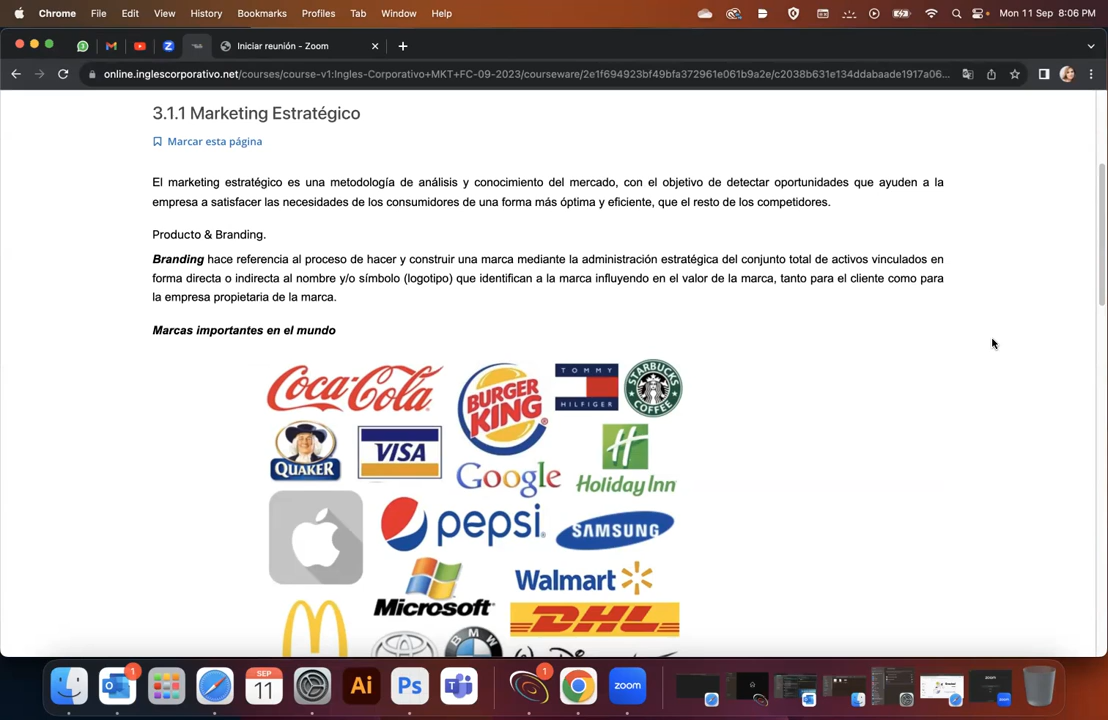 Chrome File Edit View History Bookmarks Profiles Tab Window Help Mon 11 Sep 8:06 PM
Iniciar reunión - Zoom
online.inglescorporativo.net/courses/course-v1:Ingles-Corporativo+MKT+FC-09-2023/courseware/2e1f694923bf49bfa372961e061b9a2e/c2038b631e134ddabaade1917a06...
3.1.1 Marketing Estratégico
Marcar esta página
El marketing estratégico es una metodología de análisis y conocimiento del mercado, con el objetivo de detectar oportunidades que ayuden a la
empresa a satisfacer las necesidades de los consumidores de una forma más óptima y eficiente, que el resto de los competidores.
Producto & Branding.
Branding hace referencia al proceso de hacer y construir una marca mediante la administración estratégica del conjunto total de activos vinculados en
forma directa o indirecta al nombre y/o símbolo (logotipo) que identifican a la marca influyendo en el valor de la marca, tanto para el cliente como para
la empresa propietaria de la marca.
Marcas importantes en el mundo
Coca-Cola
BURGER KING
TOMMY HILFIGER
STARBUCKS COFFEE
QUAKER
VISA
Google
H
Holiday Inn
pepsi
SAMSUNG
Walmart
Microsoft
DHL
BMW
1
SEP
11
Ai
Ps
1
zoom